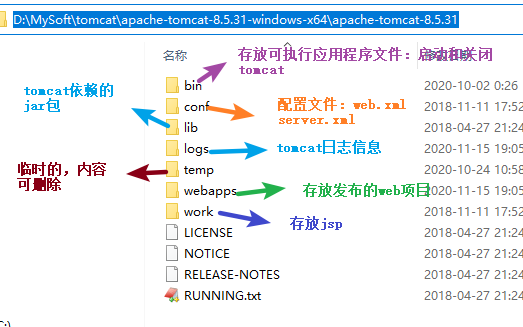 D:\MySoft\tomcat\apache-tomcat-8.5.31-windows-x64\apache-tomcat-8.5.31
名称
存放可执行应用程序文件：启动和关闭
tomcat
bin 2020-10-02 0:26
tomcat依赖的
jar包
conf 2018-11-11 17:52
配置文件：web.xml
server.xml
lib 2018-04-27 21:24
logs 2020-11-15 19:05
tomcat日志信息
临时的，内容
可删除
temp 2020-10-24 10:58
webapps 2020-11-15 19:05
存放发布的web项目
work 2018-11-11 17:52
存放jsp
LICENSE 2018-04-27 21:24
NOTICE 2018-04-27 21:24
RELEASE-NOTES 2018-04-27 21:24
RUNNING.txt 2018-04-27 21:24